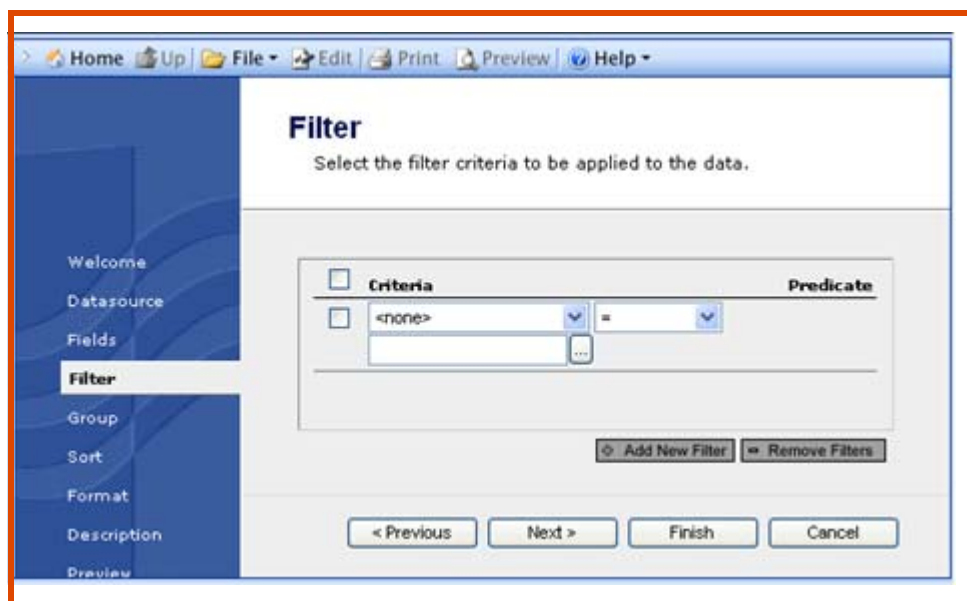 Home Up File Edit Print Preview Help
Filter
Select the filter criteria to be applied to the data.
Welcome
Datasource
Fields
Filter
Group
Sort
Format
Description
Preview
Criteria Predicate
<none> =
...
Add New Filter Remove Filters
< Previous Next > Finish Cancel